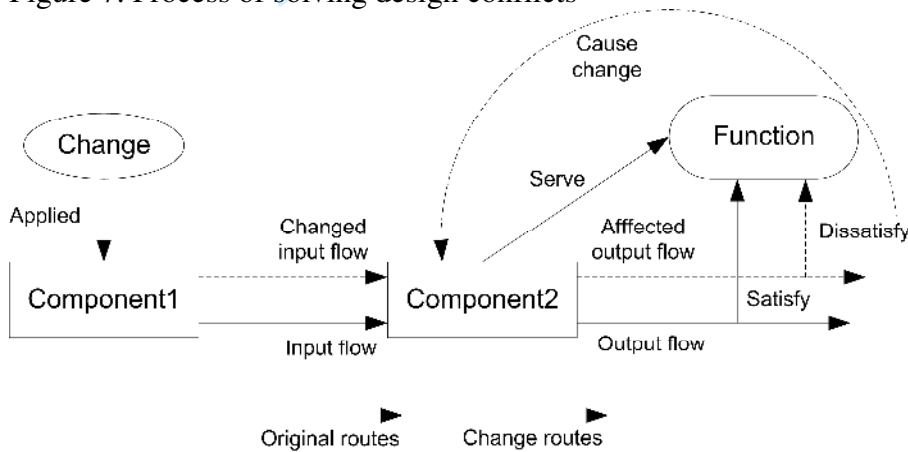 Figure 7. Process of solving design conflicts
Cause
change
Change
Function
Serve
Applied
Changed
input flow
Afffected
output flow
Dissatisfy
Component1
Component2
Satisfy
Input flow
Output flow
Original routes
Change routes